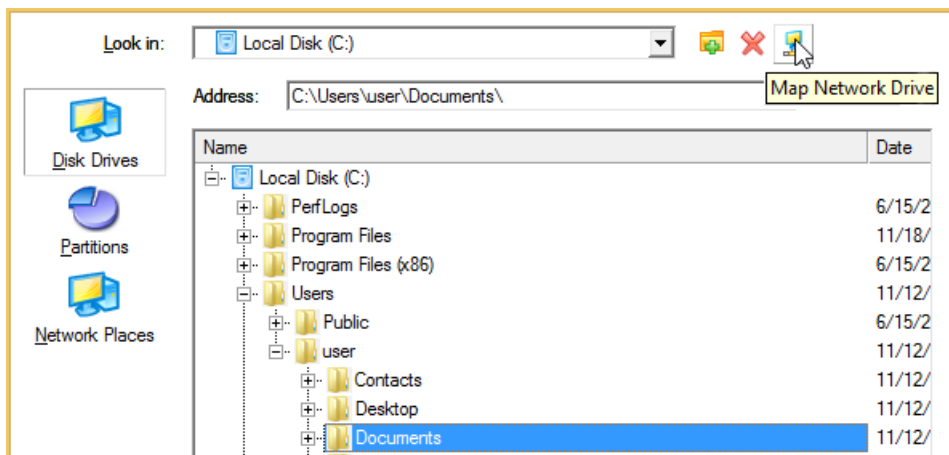 Look in: Local Disk (C:)
Map Network Drive
Address: C:\Users\user\Documents\
Disk Drives
Partitions
Network Places
Name Date
Local Disk (C:)
PerfLogs 6/15/2
Program Files 11/18/
Program Files (x86) 6/15/2
Users 11/12/
Public 6/15/2
user 11/12/
Contacts 11/12/
Desktop 11/12/
Documents 11/12/